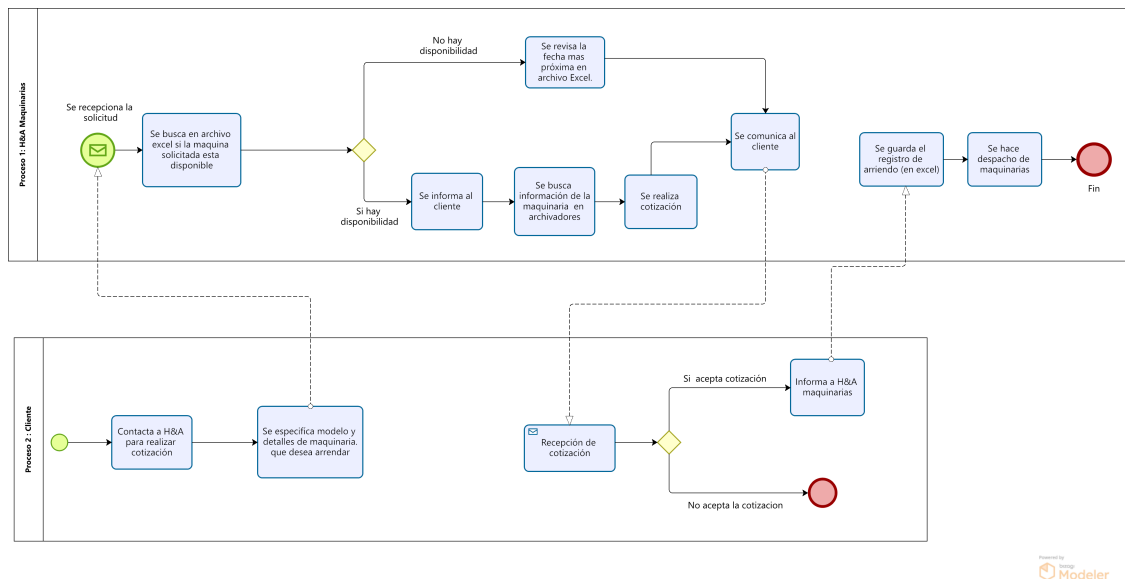 Proceso 1: H&A Maquinarias
Se recepciona la
solicitud
Se busca en archivo
excel si la maquina
solicitada esta
disponible
No hay
disponibilidad
Se revisa la
fecha mas
próxima en
archivo Excel.
Si hay
disponibilidad
Se informa al
cliente
Se busca
información de la
maquinaria en
archivadores
Se realiza
cotización
Se comunica al
cliente
Se guarda el
registro de
arriendo (en excel)
Se hace
despacho de
maquinarias
Fin
Proceso 2 : Cliente
Contacta a H&A
para realizar
cotización
Se especifica modelo y
detalles de maquinaria.
que desea arrendar
Recepción de
cotización
Si acepta cotización
Informa a H&A
maquinarias
No acepta la cotizacion
Powered by
bizagi
Modeler